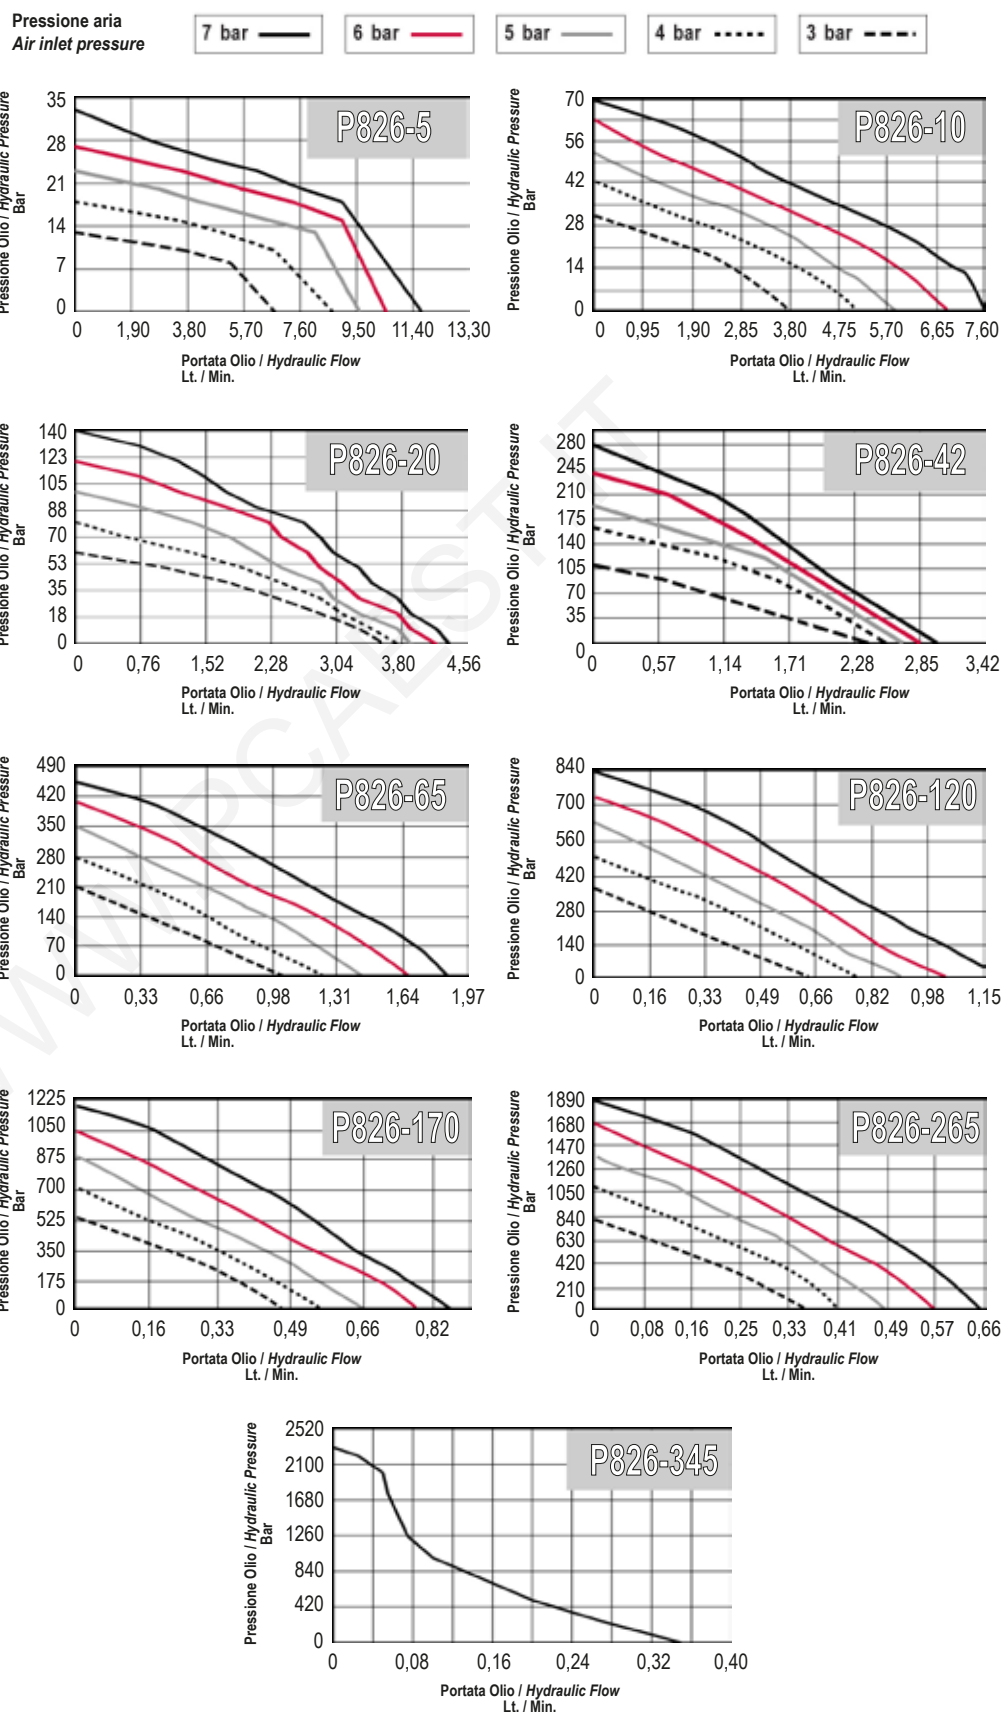 Pressione aria
Air inlet pressure
7 bar
6 bar
5 bar
4 bar
3 bar
P826-5
Pressione Olio / Hydraulic Pressure
Bar
35
28
21
14
7
0
0 1,90 3,80 5,70 7,60 9,50 11,40 13,30
Portata Olio / Hydraulic Flow
Lt. / Min.
P826-10
Pressione Olio / Hydraulic Pressure
Bar
70
56
42
28
14
0
0 0,95 1,90 2,85 3,80 4,75 5,70 6,65 7,60
Portata Olio / Hydraulic Flow
Lt. / Min.
P826-20
Pressione Olio / Hydraulic Pressure
Bar
140
123
105
88
70
53
35
18
0
0 0,76 1,52 2,28 3,04 3,80 4,56
Portata Olio / Hydraulic Flow
Lt. / Min.
P826-42
Pressione Olio / Hydraulic Pressure
Bar
280
245
210
175
140
105
70
35
0
0 0,57 1,14 1,71 2,28 2,85 3,42
Portata Olio / Hydraulic Flow
Lt. / Min.
P826-65
Pressione Olio / Hydraulic Pressure
Bar
490
420
350
280
210
140
70
0
0 0,33 0,66 0,98 1,31 1,64 1,97
Portata Olio / Hydraulic Flow
Lt. / Min.
P826-120
Pressione Olio / Hydraulic Pressure
Bar
840
700
560
420
280
140
0
0 0,16 0,33 0,49 0,66 0,82 0,98 1,15
Portata Olio / Hydraulic Flow
Lt. / Min.
P826-170
Pressione Olio / Hydraulic Pressure
Bar
1225
1050
875
700
525
350
175
0
0 0,16 0,33 0,49 0,66 0,82
Portata Olio / Hydraulic Flow
Lt. / Min.
P826-265
Pressione Olio / Hydraulic Pressure
Bar
1890
1680
1470
1260
1050
840
630
420
210
0
0 0,08 0,16 0,25 0,33 0,41 0,49 0,57 0,66
Portata Olio / Hydraulic Flow
Lt. / Min.
P826-345
Pressione Olio / Hydraulic Pressure
Bar
2520
2100
1680
1260
840
420
0
0 0,08 0,16 0,24 0,32 0,40
Portata Olio / Hydraulic Flow
Lt. / Min.